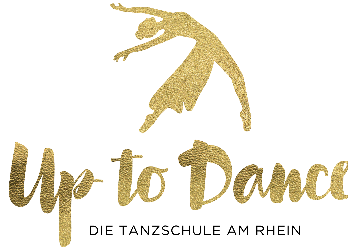 Up to Dance
DIE TANZSCHULE AM RHEIN